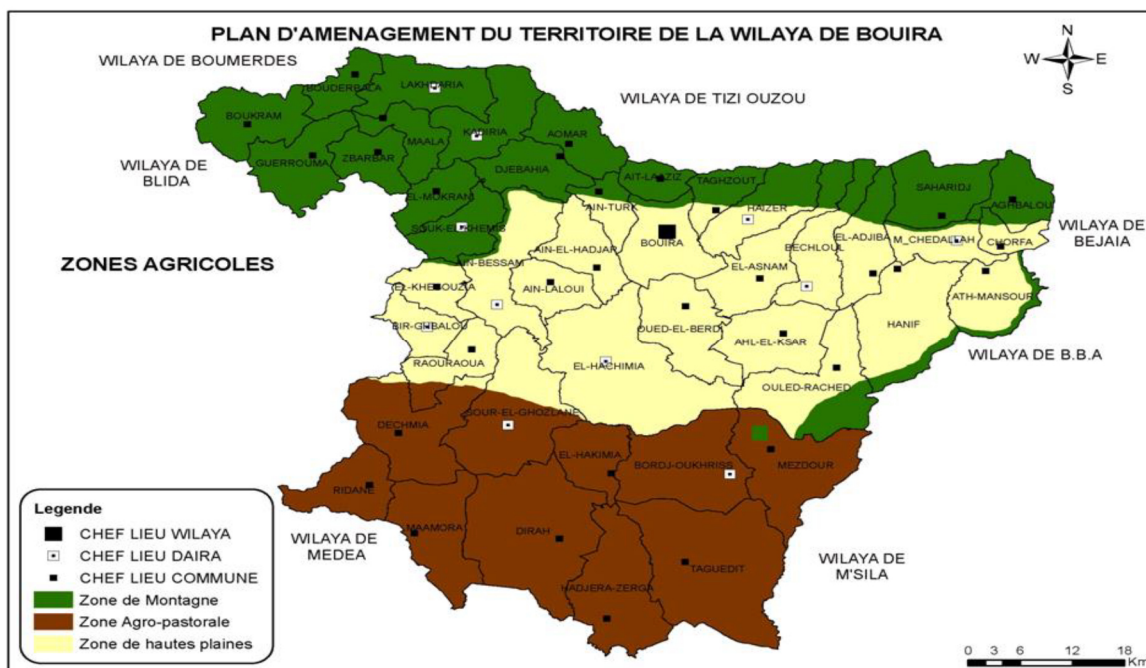 PLAN D'AMENAGEMENT DU TERRITOIRE DE LA WILAYA DE BOUIRA
N
W E
S
WILAYA DE BOUMERDES
WILAYA DE TIZI OUZOU
WILAYA DE
BLIDA
WILAYA DE
BEJAIA
ZONES AGRICOLES
WILAYA DE B.B.A
WILAYA DE
MEDEA
WILAYA DE
M'SILA
BOUDERBALA
LAKHDARIA
BOUKRAM
KADIRIA
AOMAR
MAALA
ZBARBAR
GUERROUMA
DJEBAHIA
AIT-LAAZIZ
TAGHZOUT
EL-MOKRANI
SAHARIDJ
AGHBALOU
AIN-TURK
HAIZER
SOUK-EL-KHEMIS
BOUIRA
BECHLOUL
EL-ADJIBA
M_CHEDALLAH
CHORFA
AIN-EL-HADJAR
AIN-BESSAM
EL-ASNAM
EL-KHEBOUZIA
AIN-LALOUI
ATH-MANSOUR
BIR-GHBALOU
OUED-EL-BERDI
HANIF
AHL-EL-KSAR
RAOURAOUA
EL-HACHIMIA
OULED-RACHED
SOUR-EL-GHOZLANE
DECHMIA
EL-HAKIMIA
BORDJ-OUKHRISS
MEZDOUR
RIDANE
MAAMORA
DIRAH
TAGUEDIT
HADJERA-ZERGA
Legende
CHEF LIEU WILAYA
CHEF LIEU DAIRA
CHEF LIEU COMMUNE
Zone de Montagne
Zone Agro-pastorale
Zone de hautes plaines
0 3 6 12 18
Km